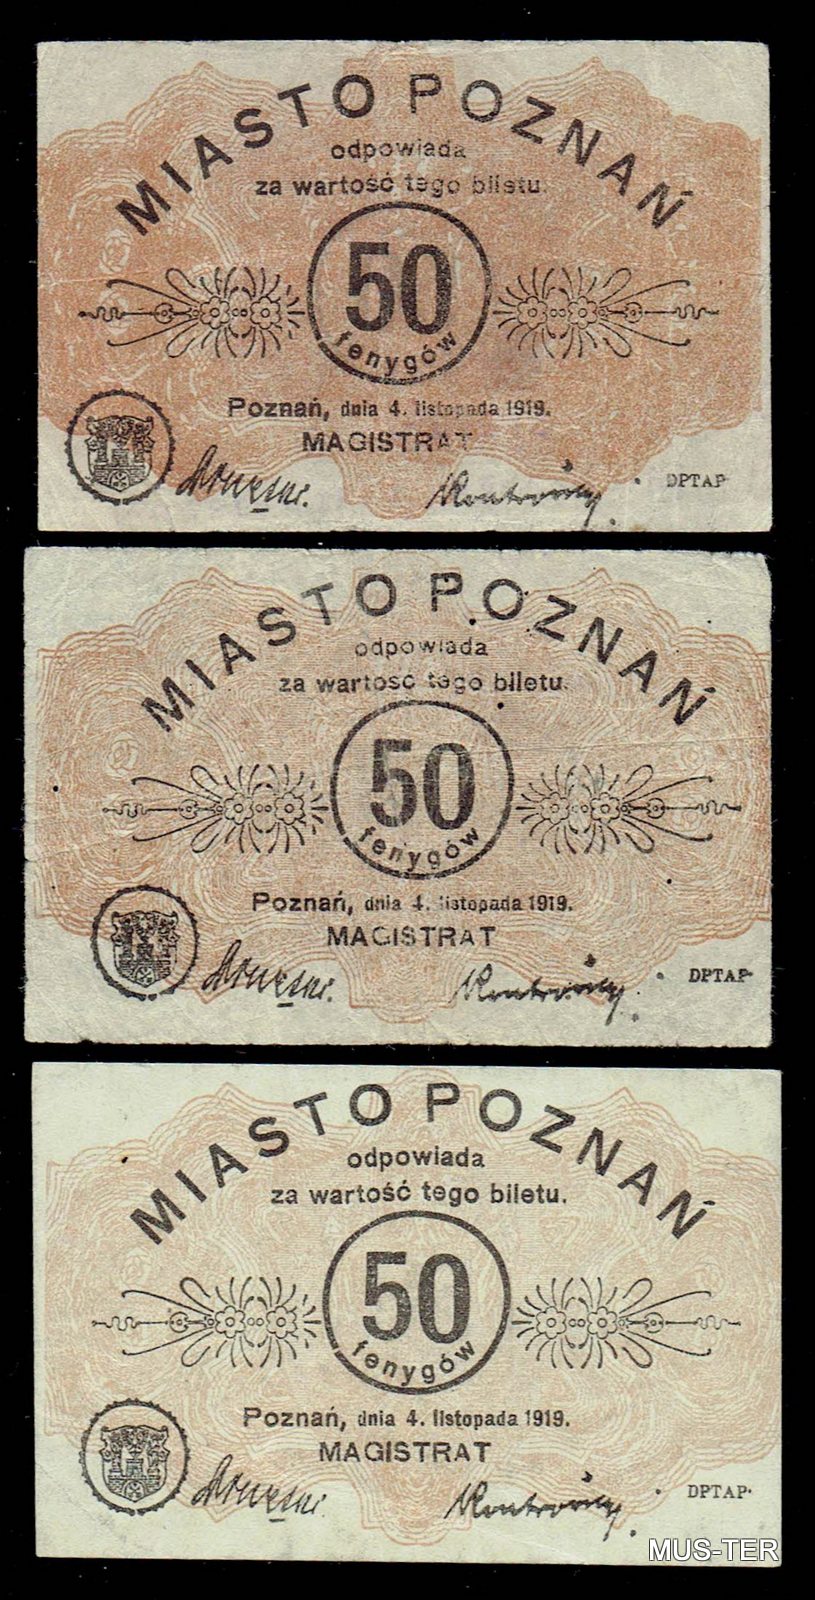 MIASTO POZNAŃ
odpowiada
za wartość tego biletu.
50
fenygów
Poznań, dnia 4. listopada 1919.
MAGISTRAT
DPTAP
MIASTO POZNAŃ
odpowiada
za wartość tego biletu.
50
fenygów
Poznań, dnia 4. listopada 1919.
MAGISTRAT
DPTAP
MIASTO POZNAŃ
odpowiada
za wartość tego biletu.
50
fenygów
Poznań, dnia 4. listopada 1919.
MAGISTRAT
DPTAP
MUS-TER